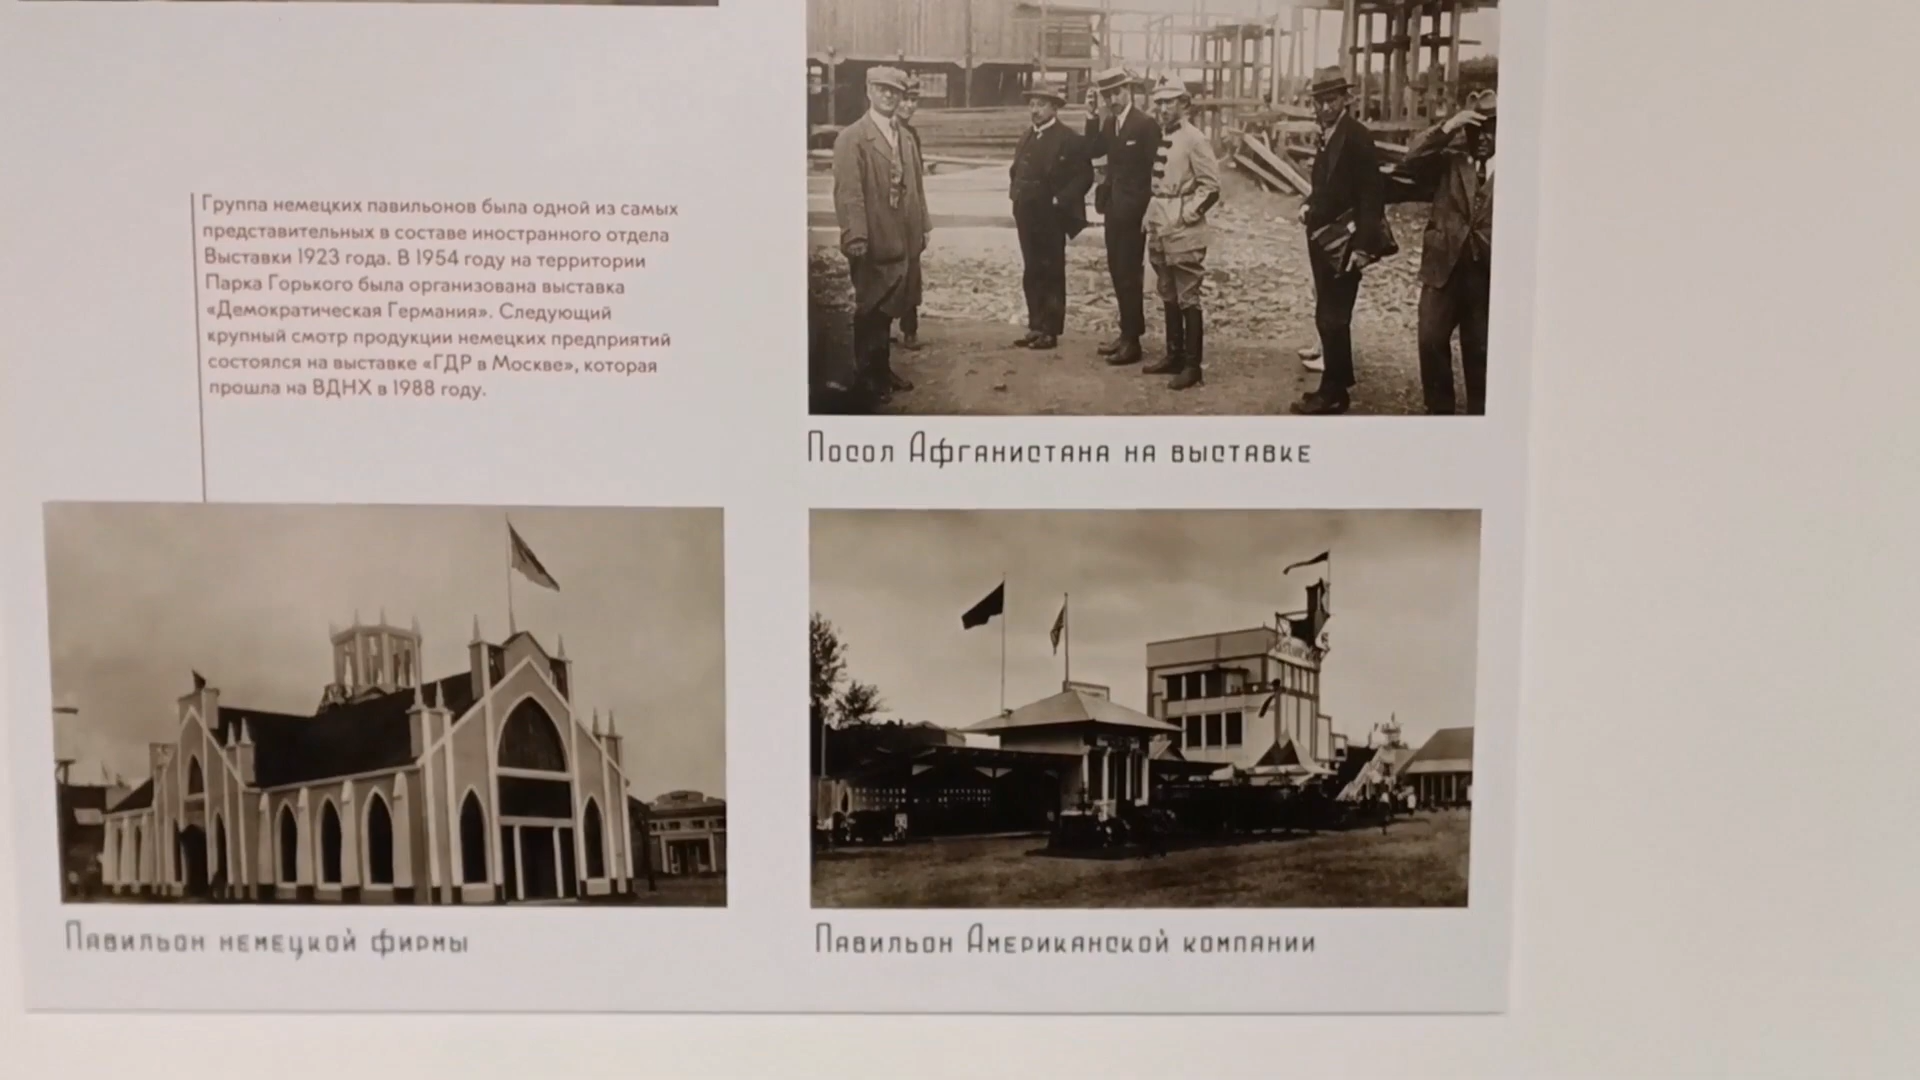 Группа немецких павильонов была одной из самых
представительных в составе иностранного отдела
Выставки 1923 года. В 1954 году на территории
Парка Горького была организована выставка
«Демократическая Германия». Следующий
крупный смотр продукции немецких предприятий
состоялся на выставке «ГДР в Москве», которая
прошла на ВДНХ в 1988 году.
Посол Афганистана на выставке
Павильон немецкой фирмы
Павильон Американской компании